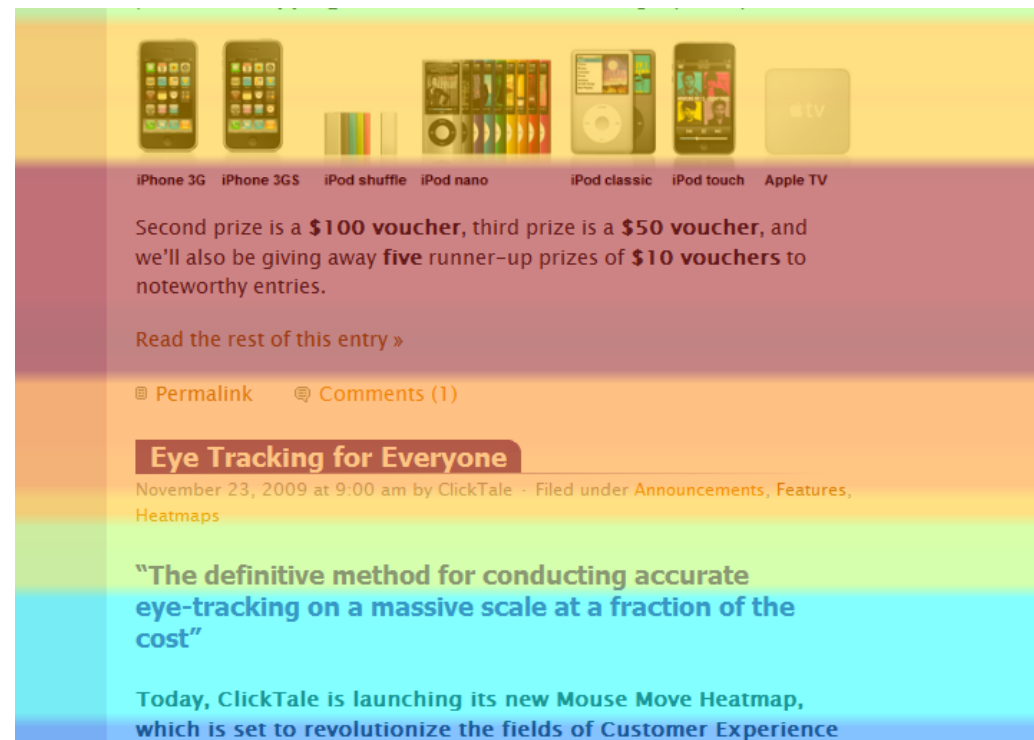 tv
iPhone 3G iPhone 3GS iPod shuffle iPod nano iPod classic iPod touch Apple TV
Second prize is a $100 voucher, third prize is a $50 voucher, and
we’ll also be giving away five runner-up prizes of $10 vouchers to
noteworthy entries.
Read the rest of this entry »
Permalink Comments (1)
Eye Tracking for Everyone
November 23, 2009 at 9:00 am by ClickTale · Filed under Announcements, Features,
Heatmaps
“The definitive method for conducting accurate
eye-tracking on a massive scale at a fraction of the
cost”
Today, ClickTale is launching its new Mouse Move Heatmap,
which is set to revolutionize the fields of Customer Experience